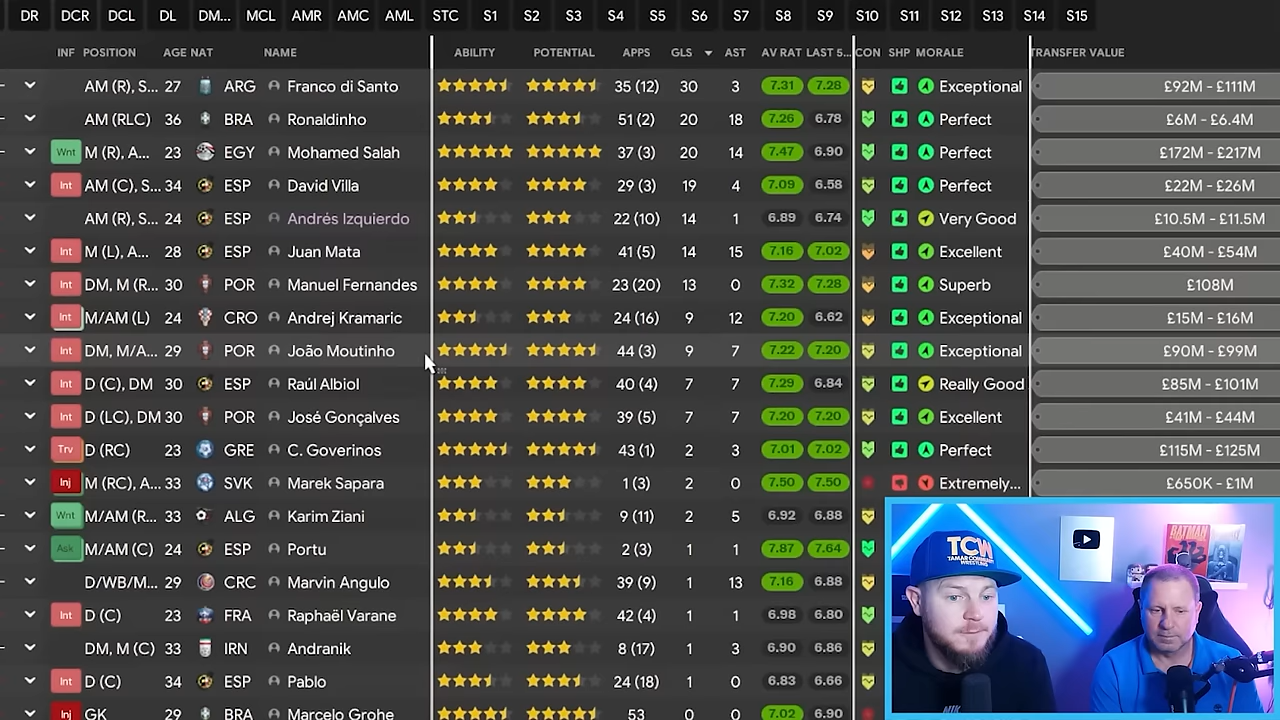 DR DCR DCL DL DM... MCL AMR AMC AML STC S1 S2 S3 S4 S5 S6 S7 S8 S9 S10 S11 S12 S13 S14 S15
INF POSITION AGE NAT NAME ABILITY POTENTIAL APPS GLS AST AV RAT LAST 5... CON SHP MORALE TRANSFER VALUE
AM (R), S... 27 ARG Franco di Santo 35 (12) 30 3 7.31 7.28 Exceptional £92M - £111M
AM (RLC) 36 BRA Ronaldinho 51 (2) 20 18 7.26 6.78 Perfect £6M - £6.4M
Wnt M (R), A... 23 EGY Mohamed Salah 37 (3) 20 14 7.47 6.90 Perfect £172M - £217M
Int AM (C), S... 34 ESP David Villa 29 (3) 19 4 7.09 6.58 Perfect £22M - £26M
AM (R), S... 24 ESP Andrés Izquierdo 22 (10) 14 1 6.89 6.74 Very Good £10.5M - £11.5M
Int M (L), A... 28 ESP Juan Mata 41 (5) 14 15 7.16 7.02 Excellent £40M - £54M
Int DM, M (R... 30 POR Manuel Fernandes 23 (20) 13 0 7.32 7.28 Superb £108M
Int M/AM (L) 24 CRO Andrej Kramaric 24 (16) 9 12 7.20 6.62 Exceptional £15M - £16M
Int DM, M/A... 29 POR João Moutinho 44 (3) 9 7 7.22 7.20 Exceptional £90M - £99M
Int D (C), DM 30 ESP Raúl Albiol 40 (4) 7 7 7.29 6.84 Really Good £85M - £101M
Int D (LC), DM 30 POR José Gonçalves 39 (5) 7 7 7.20 7.20 Excellent £41M - £44M
Trv D (RC) 23 GRE C. Goverinos 43 (1) 2 3 7.01 7.02 Perfect £115M - £125M
Inj M (RC), A... 33 SVK Marek Sapara 1 (3) 2 0 7.50 7.50 Extremely... £650K - £1M
Wnt M/AM (R... 33 ALG Karim Ziani 9 (11) 2 5 6.92 6.88
Ask M/AM (C) 24 ESP Portu 2 (3) 1 1 7.87 7.64
D/WB/M... 29 CRC Marvin Angulo 39 (9) 1 13 7.16 6.88
Int D (C) 23 FRA Raphaël Varane 42 (4) 1 1 6.98 6.80
DM, M (C) 33 IRN Andranik 8 (17) 1 3 6.90 6.86
Int D (C) 34 ESP Pablo 24 (18) 1 0 6.83 6.66
Inj GK 29 BRA Marcelo Grohe 53 0 0 7.02 6.90
TCW
BATMAN